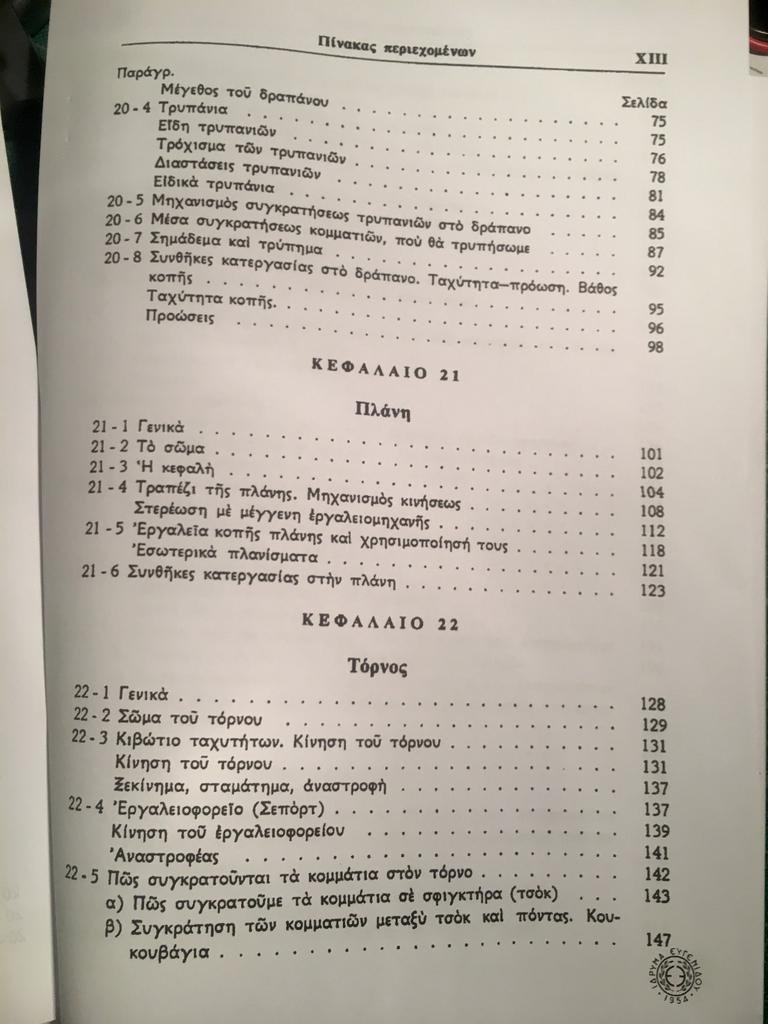 Πίνακας περιεχομένων XIII
Παράγρ. Σελίδα
Μέγεθος τοῦ δραπάνου . . . . . . . . . . . . . . . 75
20 - 4 Τρυπάνια . . . . . . . . . . . . . . . 75
Εἴδη τρυπανιῶν . . . . . . . . . . . . . . . 76
Τρόχισμα τῶν τρυπανιῶν . . . . . . . . . . . . . . . 78
Διαστάσεις τρυπανιῶν . . . . . . . . . . . . . . . 81
Εἰδικὰ τρυπάνια . . . . . . . . . . . . . . . 84
20 - 5 Μηχανισμὸς συγκρατήσεως τρυπανιῶν στὸ δράπανο . . . . . 85
20 - 6 Μέσα συγκρατήσεως κομματιῶν, ποὺ θὰ τρυπήσωμε . . . . . 87
20 - 7 Σημάδεμα καὶ τρύπημα . . . . . . . . . . . . . . . 92
20 - 8 Συνθῆκες κατεργασίας στὸ δράπανο. Ταχύτητα—πρόωση. Βάθος
κοπῆς . . . . . . . . . . . . . . . 95
Ταχύτητα κοπῆς. . . . . . . . . . . . . . . . 96
Προώσεις . . . . . . . . . . . . . . . 98
ΚΕΦΑΛΑΙΟ 21
Πλάνη
21 - 1 Γενικὰ . . . . . . . . . . . . . . . 101
21 - 2 Τὸ σῶμα . . . . . . . . . . . . . . . 102
21 - 3 Ἡ κεφαλὴ . . . . . . . . . . . . . . . 104
21 - 4 Τραπέζι τῆς πλάνης. Μηχανισμὸς κινήσεως . . . . . . . . 108
Στερέωση μὲ μέγγενη ἐργαλειομηχανῆς . . . . . . . . . 112
21 - 5 Ἐργαλεῖα κοπῆς πλάνης καὶ χρησιμοποίησή τους . . . . . . 118
Ἐσωτερικὰ πλανίσματα . . . . . . . . . . . . . . . 121
21 - 6 Συνθῆκες κατεργασίας στὴν πλάνη . . . . . . . . . . . 123
ΚΕΦΑΛΑΙΟ 22
Τόρνος
22 - 1 Γενικὰ . . . . . . . . . . . . . . . 128
22 - 2 Σῶμα τοῦ τόρνου . . . . . . . . . . . . . . . 129
22 - 3 Κιβώτιο ταχυτήτων. Κίνηση τοῦ τόρνου . . . . . . . . . 131
Κίνηση τοῦ τόρνου . . . . . . . . . . . . . . . 131
Ξεκίνημα, σταμάτημα, ἀναστροφὴ . . . . . . . . . . . 137
22 - 4 Ἐργαλειοφορεῖο (Σεπόρτ) . . . . . . . . . . . . . . 137
Κίνηση τοῦ ἐργαλειοφορείου . . . . . . . . . . . . . 139
Ἀναστροφέας . . . . . . . . . . . . . . . 141
22 - 5 Πῶς συγκρατοῦνται τὰ κομμάτια στὸν τόρνο . . . . . . . . 142
α) Πῶς συγκρατοῦμε τὰ κομμάτια σὲ σφιγκτήρα (τσὸκ) . . . . 143
β) Συγκράτηση τῶν κομματιῶν μεταξὺ τσὸκ καὶ πόντας. Κου-
κουβάγια . . . . . . . . . . . . . . . 147
ΙΔΡΥΜΑ ΕΥΓΕΝΙΔΟΥ
1954